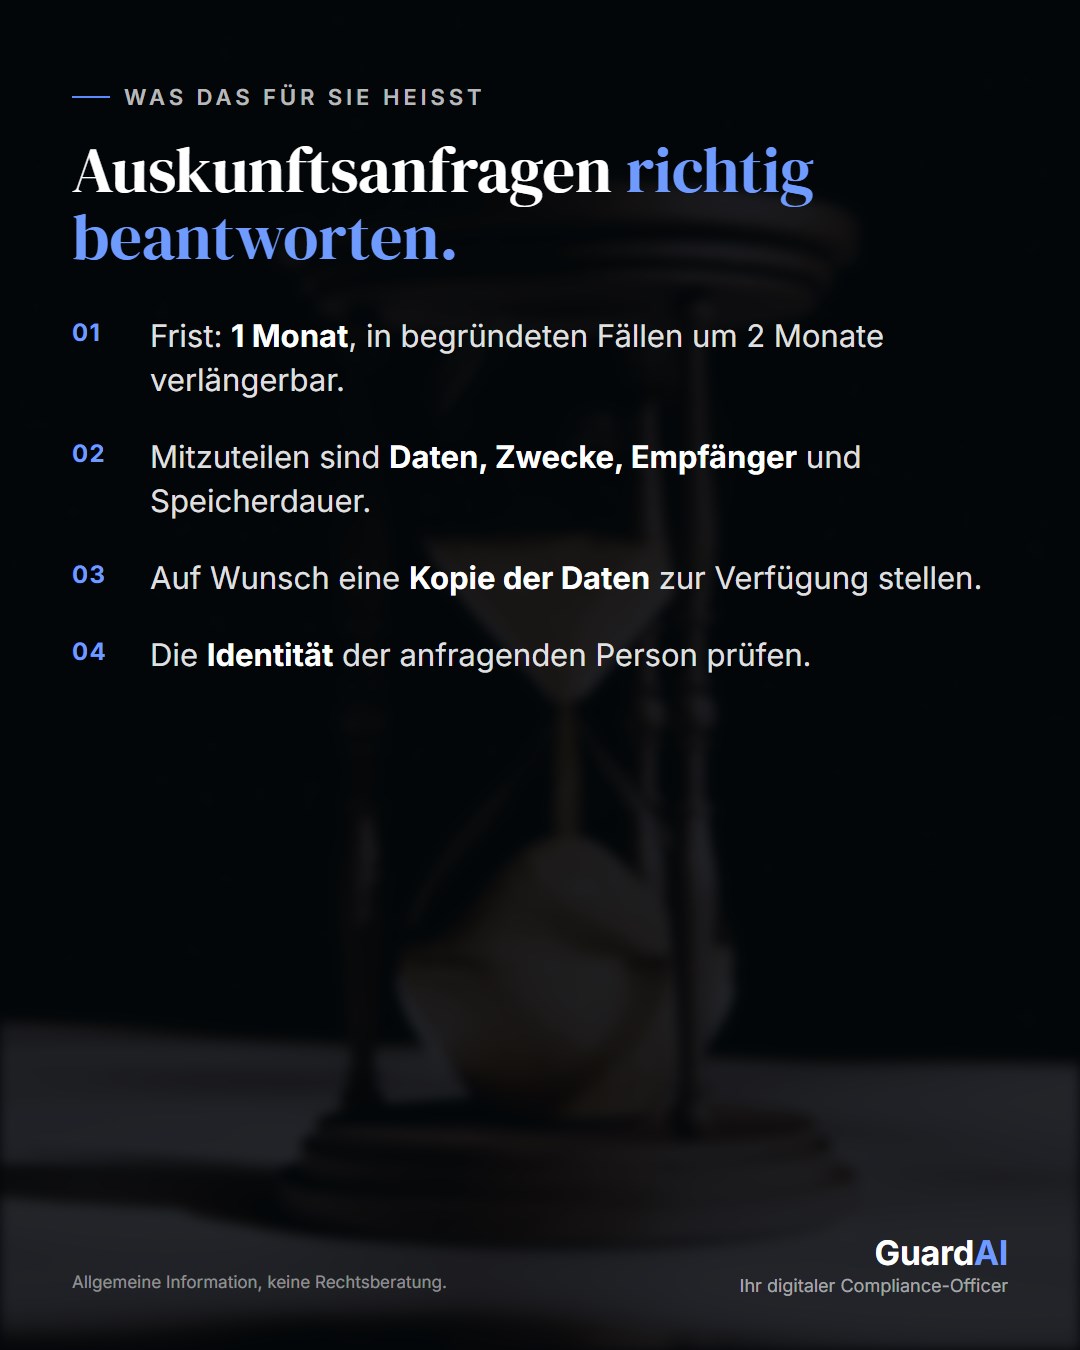 WAS DAS FÜR SIE HEISST
Auskunftsanfragen richtig
beantworten.
01 Frist: 1 Monat, in begründeten Fällen um 2 Monate
verlängerbar.
02 Mitzuteilen sind Daten, Zwecke, Empfänger und
Speicherdauer.
03 Auf Wunsch eine Kopie der Daten zur Verfügung stellen.
04 Die Identität der anfragenden Person prüfen.
GuardAI
Allgemeine Information, keine Rechtsberatung.
Ihr digitaler Compliance-Officer